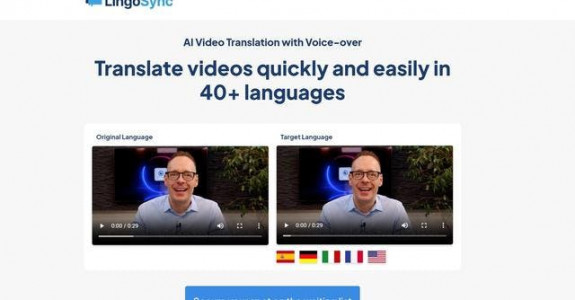 LingoSync
AI Video Translation with Voice-over
Translate videos quickly and easily in
40+ languages
Original Language
Target Language
0:00 / 0:29
0:00 / 0:29